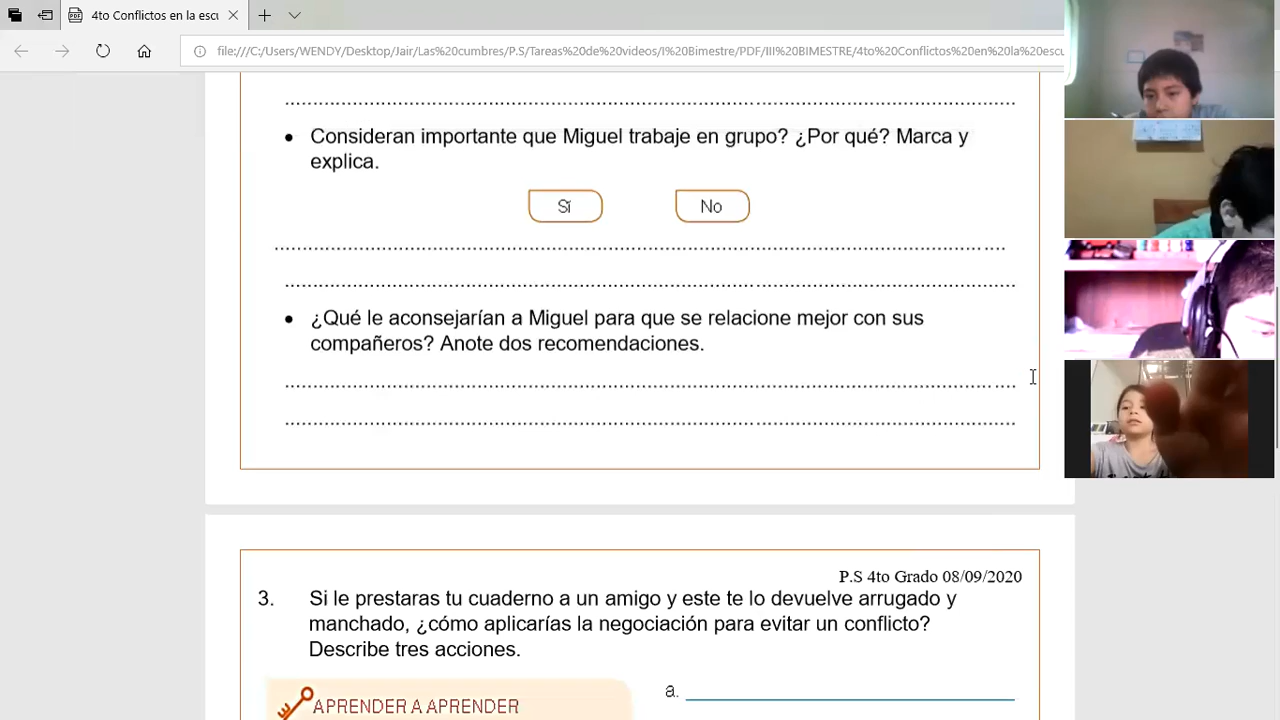 4to Conflictos en la escu
file:///C:/Users/WENDY/Desktop/Jair/Las%20cumbres/P.S/Tareas%20de%20videos/I%20Bimestre/PDF/III%20BIMESTRE/4to%20Conflictos%20en%20la%20escu
Consideran importante que Miguel trabaje en grupo? ¿Por qué? Marca y
explica.
Sí
No
¿Qué le aconsejarían a Miguel para que se relacione mejor con sus
compañeros? Anote dos recomendaciones.
P.S 4to Grado 08/09/2020
3. Si le prestaras tu cuaderno a un amigo y este te lo devuelve arrugado y
manchado, ¿cómo aplicarías la negociación para evitar un conflicto?
Describe tres acciones.
APRENDER A APRENDER
a.